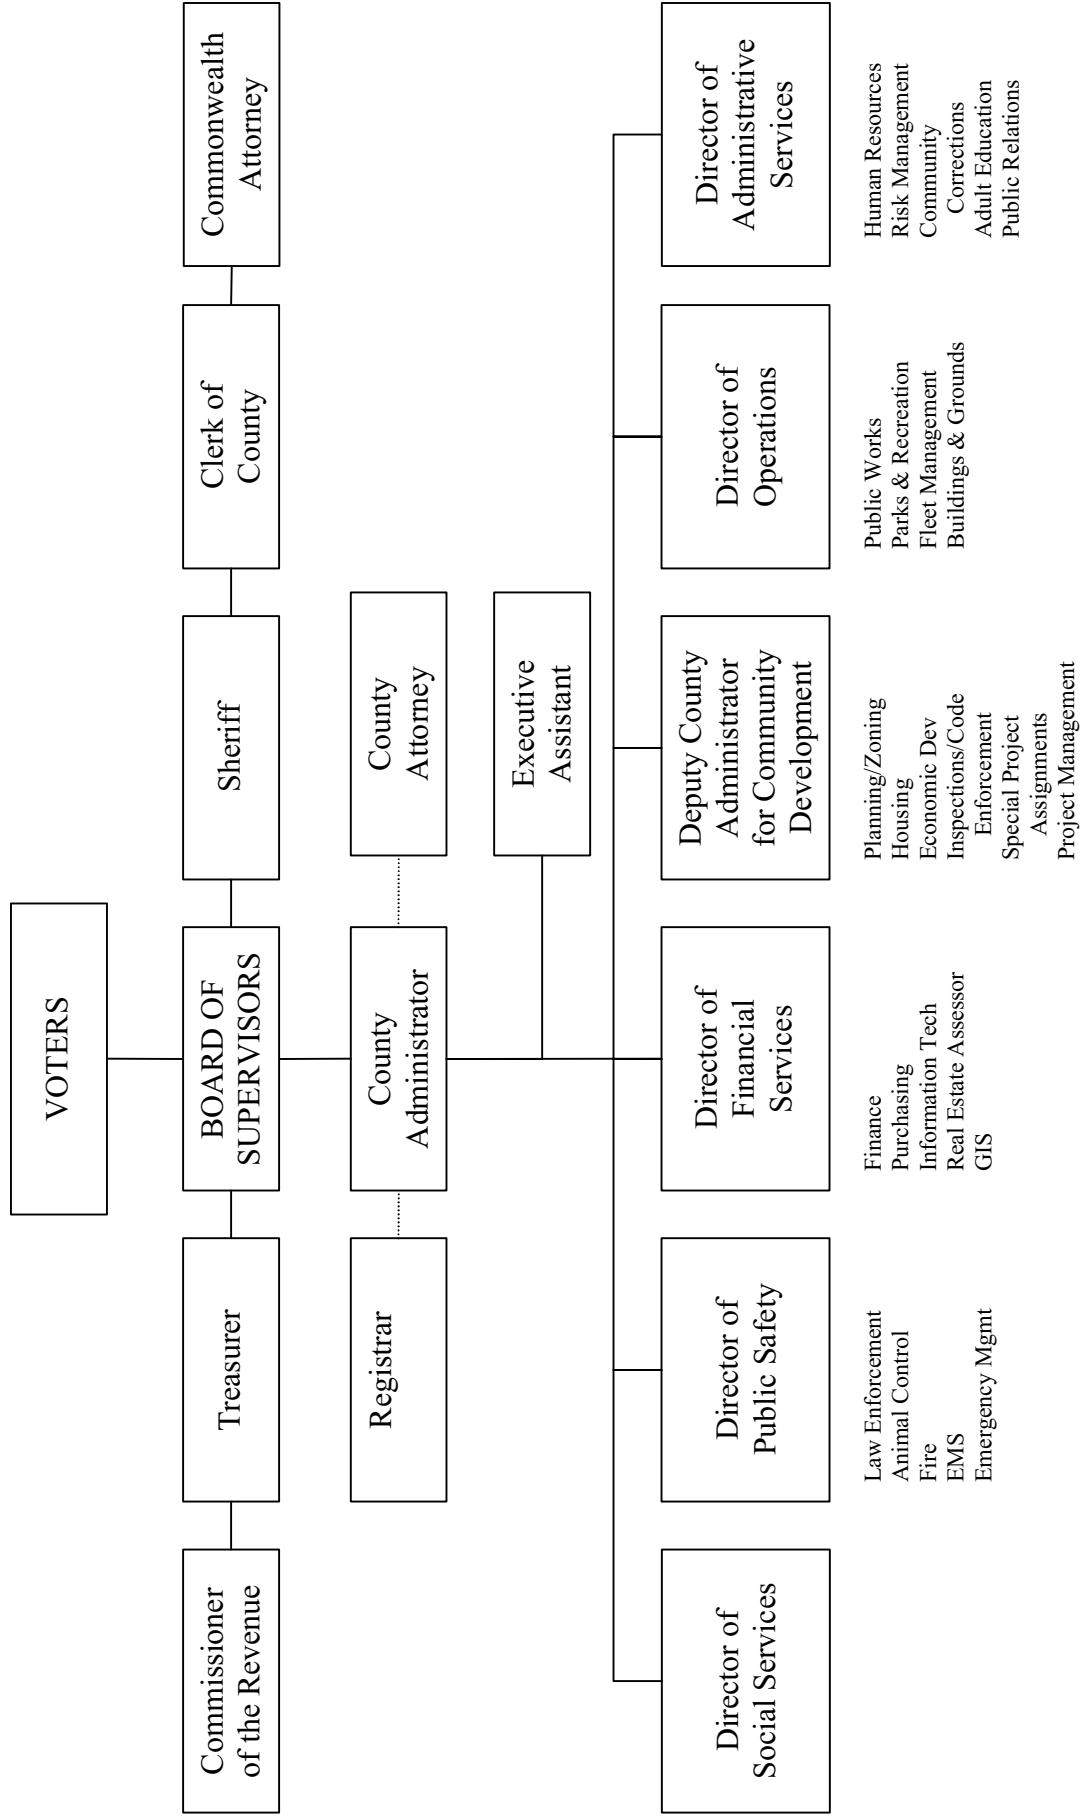 VOTERS
Commissioner
of the Revenue
Treasurer
BOARD OF
SUPERVISORS
Sheriff
Clerk of
County
Commonwealth
Attorney
Registrar
County
Administrator
County
Attorney
Executive
Assistant
Director of
Social Services
Director of
Public Safety
Director of
Financial
Services
Deputy County
Administrator
for Community
Development
Director of
Operations
Director of
Administrative
Services
Law Enforcement
Animal Control
Fire
EMS
Emergency Mgmt
Finance
Purchasing
Information Tech
Real Estate Assessor
GIS
Planning/Zoning
Housing
Economic Dev
Inspections/Code
Enforcement
Special Project
Assignments
Project Management
Public Works
Parks & Recreation
Fleet Management
Buildings & Grounds
Human Resources
Risk Management
Community
Corrections
Adult Education
Public Relations